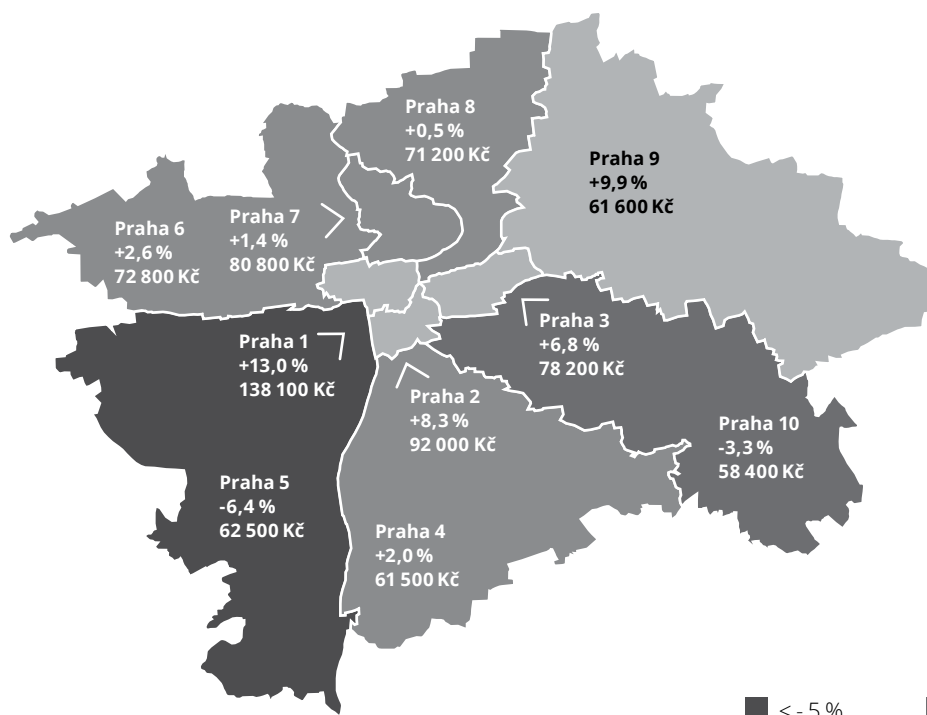 Praha 8
+0,5 %
71 200 Kč
Praha 9
+9,9 %
61 600 Kč
Praha 6
+2,6 %
72 800 Kč
Praha 7
+1,4 %
80 800 Kč
Praha 1
+13,0 %
138 100 Kč
Praha 3
+6,8 %
78 200 Kč
Praha 2
+8,3 %
92 000 Kč
Praha 10
-3,3 %
58 400 Kč
Praha 5
-6,4 %
62 500 Kč
Praha 4
+2,0 %
61 500 Kč
< - 5 %